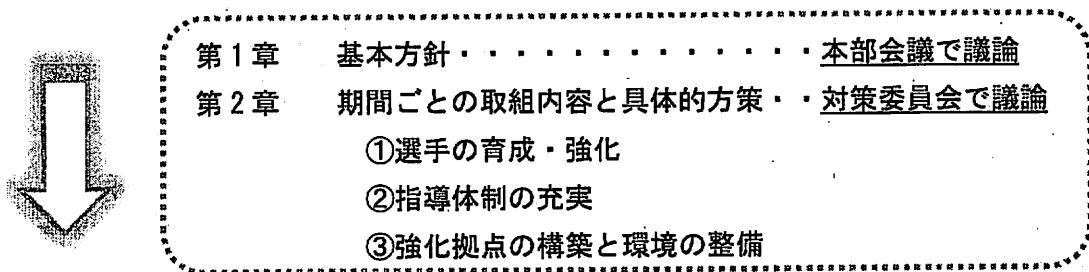 第1章　基本方針・・・・・・・・・・・・・本部会議で議論
第2章　期間ごとの取組内容と具体的方策・・対策委員会で議論
①選手の育成・強化
②指導体制の充実
③強化拠点の構築と環境の整備